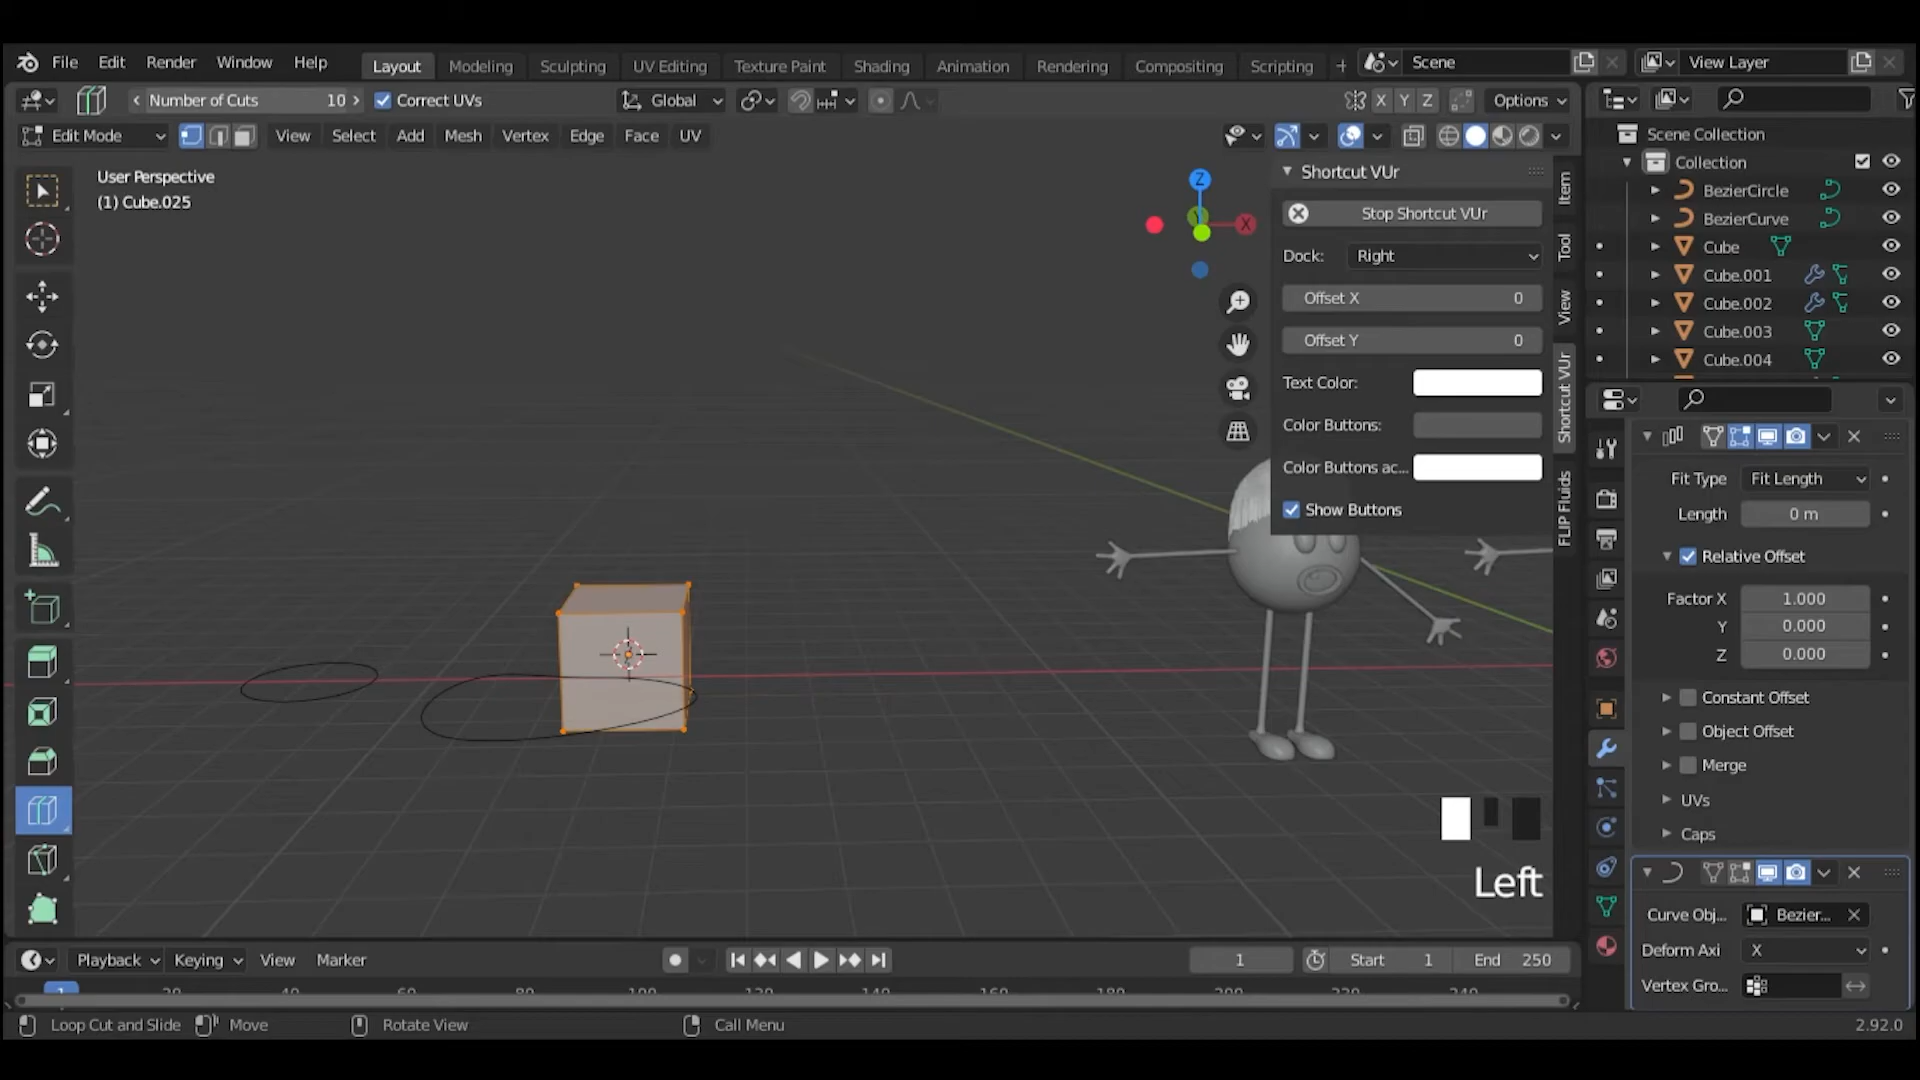 File Edit Render Window Help Layout Modeling Sculpting UV Editing Texture Paint Shading Animation Rendering Compositing Scripting + Scene View Layer
Number of Cuts 10 Correct UVs Global X Y Z Options
Edit Mode View Select Add Mesh Vertex Edge Face UV
User Perspective
(1) Cube.025
Z
X
Shortcut VUr
Stop Shortcut VUr
Dock: Right
Offset X 0
Offset Y 0
Text Color:
Color Buttons:
Color Buttons ac...
Show Buttons
Item
Tool
View
Shortcut VUr
FLIP Fluids
Scene Collection
Collection
BezierCircle
BezierCurve
Cube
Cube.001
Cube.002
Cube.003
Cube.004
Fit Type Fit Length
Length 0 m
Relative Offset
Factor X 1.000
Y 0.000
Z 0.000
Constant Offset
Object Offset
Merge
UVs
Caps
Curve Obj... Bezier...
Deform Axi X
Vertex Gro...
Left
Playback Keying View Marker 1 Start 1 End 250
1 20 40 60 80 100 120 140 160 180 200 220 240
Loop Cut and Slide Move Rotate View Call Menu 2.92.0